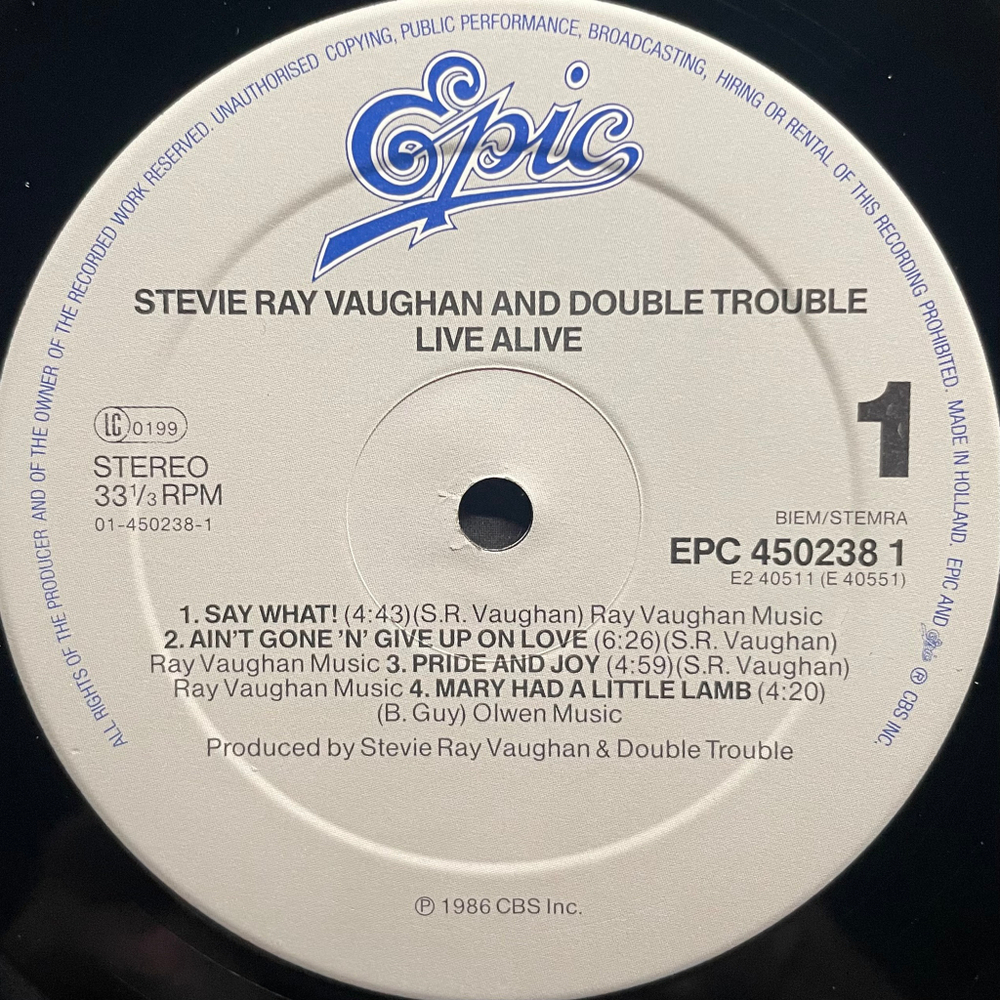 ALL RIGHTS OF THE PRODUCER AND OF THE OWNER OF THE RECORDED WORK RESERVED. UNAUTHORISED COPYING, PUBLIC PERFORMANCE, BROADCASTING, HIRING OR RENTAL OF THIS RECORDING PROHIBITED. MADE IN HOLLAND. EPIC AND Epic ® CBS INC.
Epic
STEVIE RAY VAUGHAN AND DOUBLE TROUBLE
LIVE ALIVE
1
LC 0199
STEREO
33 1/3 RPM
01-450238-1
BIEM/STEMRA
EPC 450238 1
E2 40511 (E 40551)
1. SAY WHAT! (4:43)(S.R. Vaughan) Ray Vaughan Music
2. AIN'T GONE 'N' GIVE UP ON LOVE (6:26)(S.R. Vaughan)
Ray Vaughan Music 3. PRIDE AND JOY (4:59)(S.R. Vaughan)
Ray Vaughan Music 4. MARY HAD A LITTLE LAMB (4:20)
(B. Guy) Olwen Music
Produced by Stevie Ray Vaughan & Double Trouble
℗ 1986 CBS Inc.